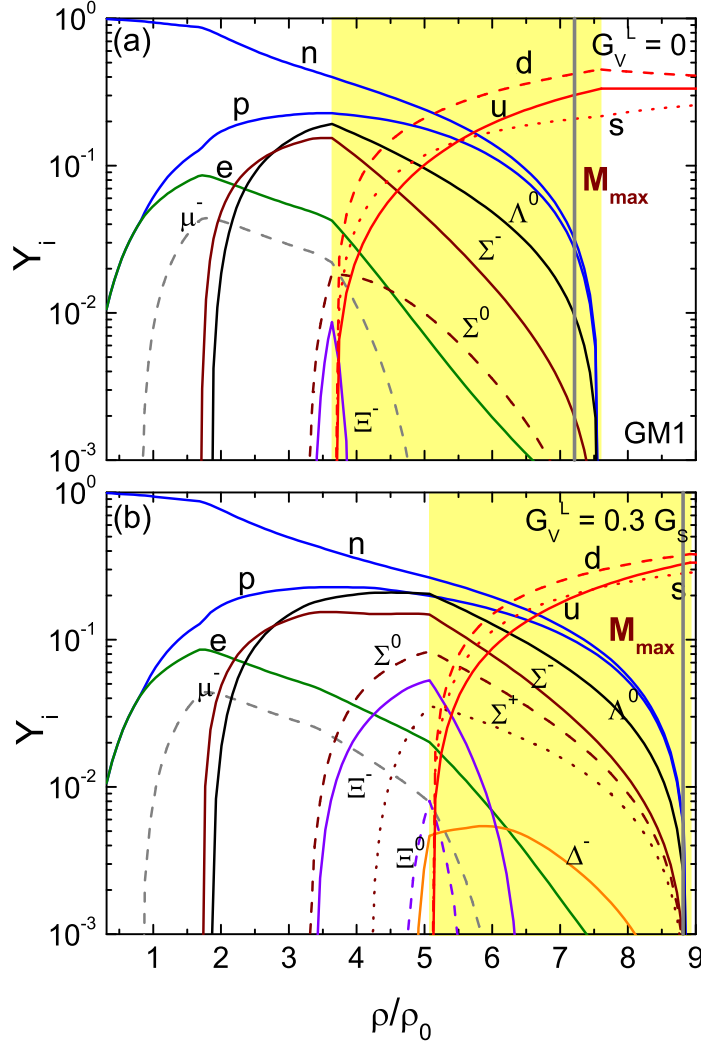 10⁰
(a)
n
d
G_V^L = 0
p
u
s
10⁻¹
e
M_max
μ⁻
Λ⁰
Σ⁻
Y_i
10⁻²
Σ⁰
Ξ⁻
GM1
10⁻³
10⁰
(b)
n
G_V^L = 0.3 G_S
d
p
u
s
10⁻¹
e
Σ⁰
Σ⁻
M_max
μ⁻
Σ⁺
Λ⁰
Y_i
Ξ⁻
10⁻²
Ξ⁰
Δ⁻
10⁻³
1 2 3 4 5 6 7 8 9
ρ/ρ₀